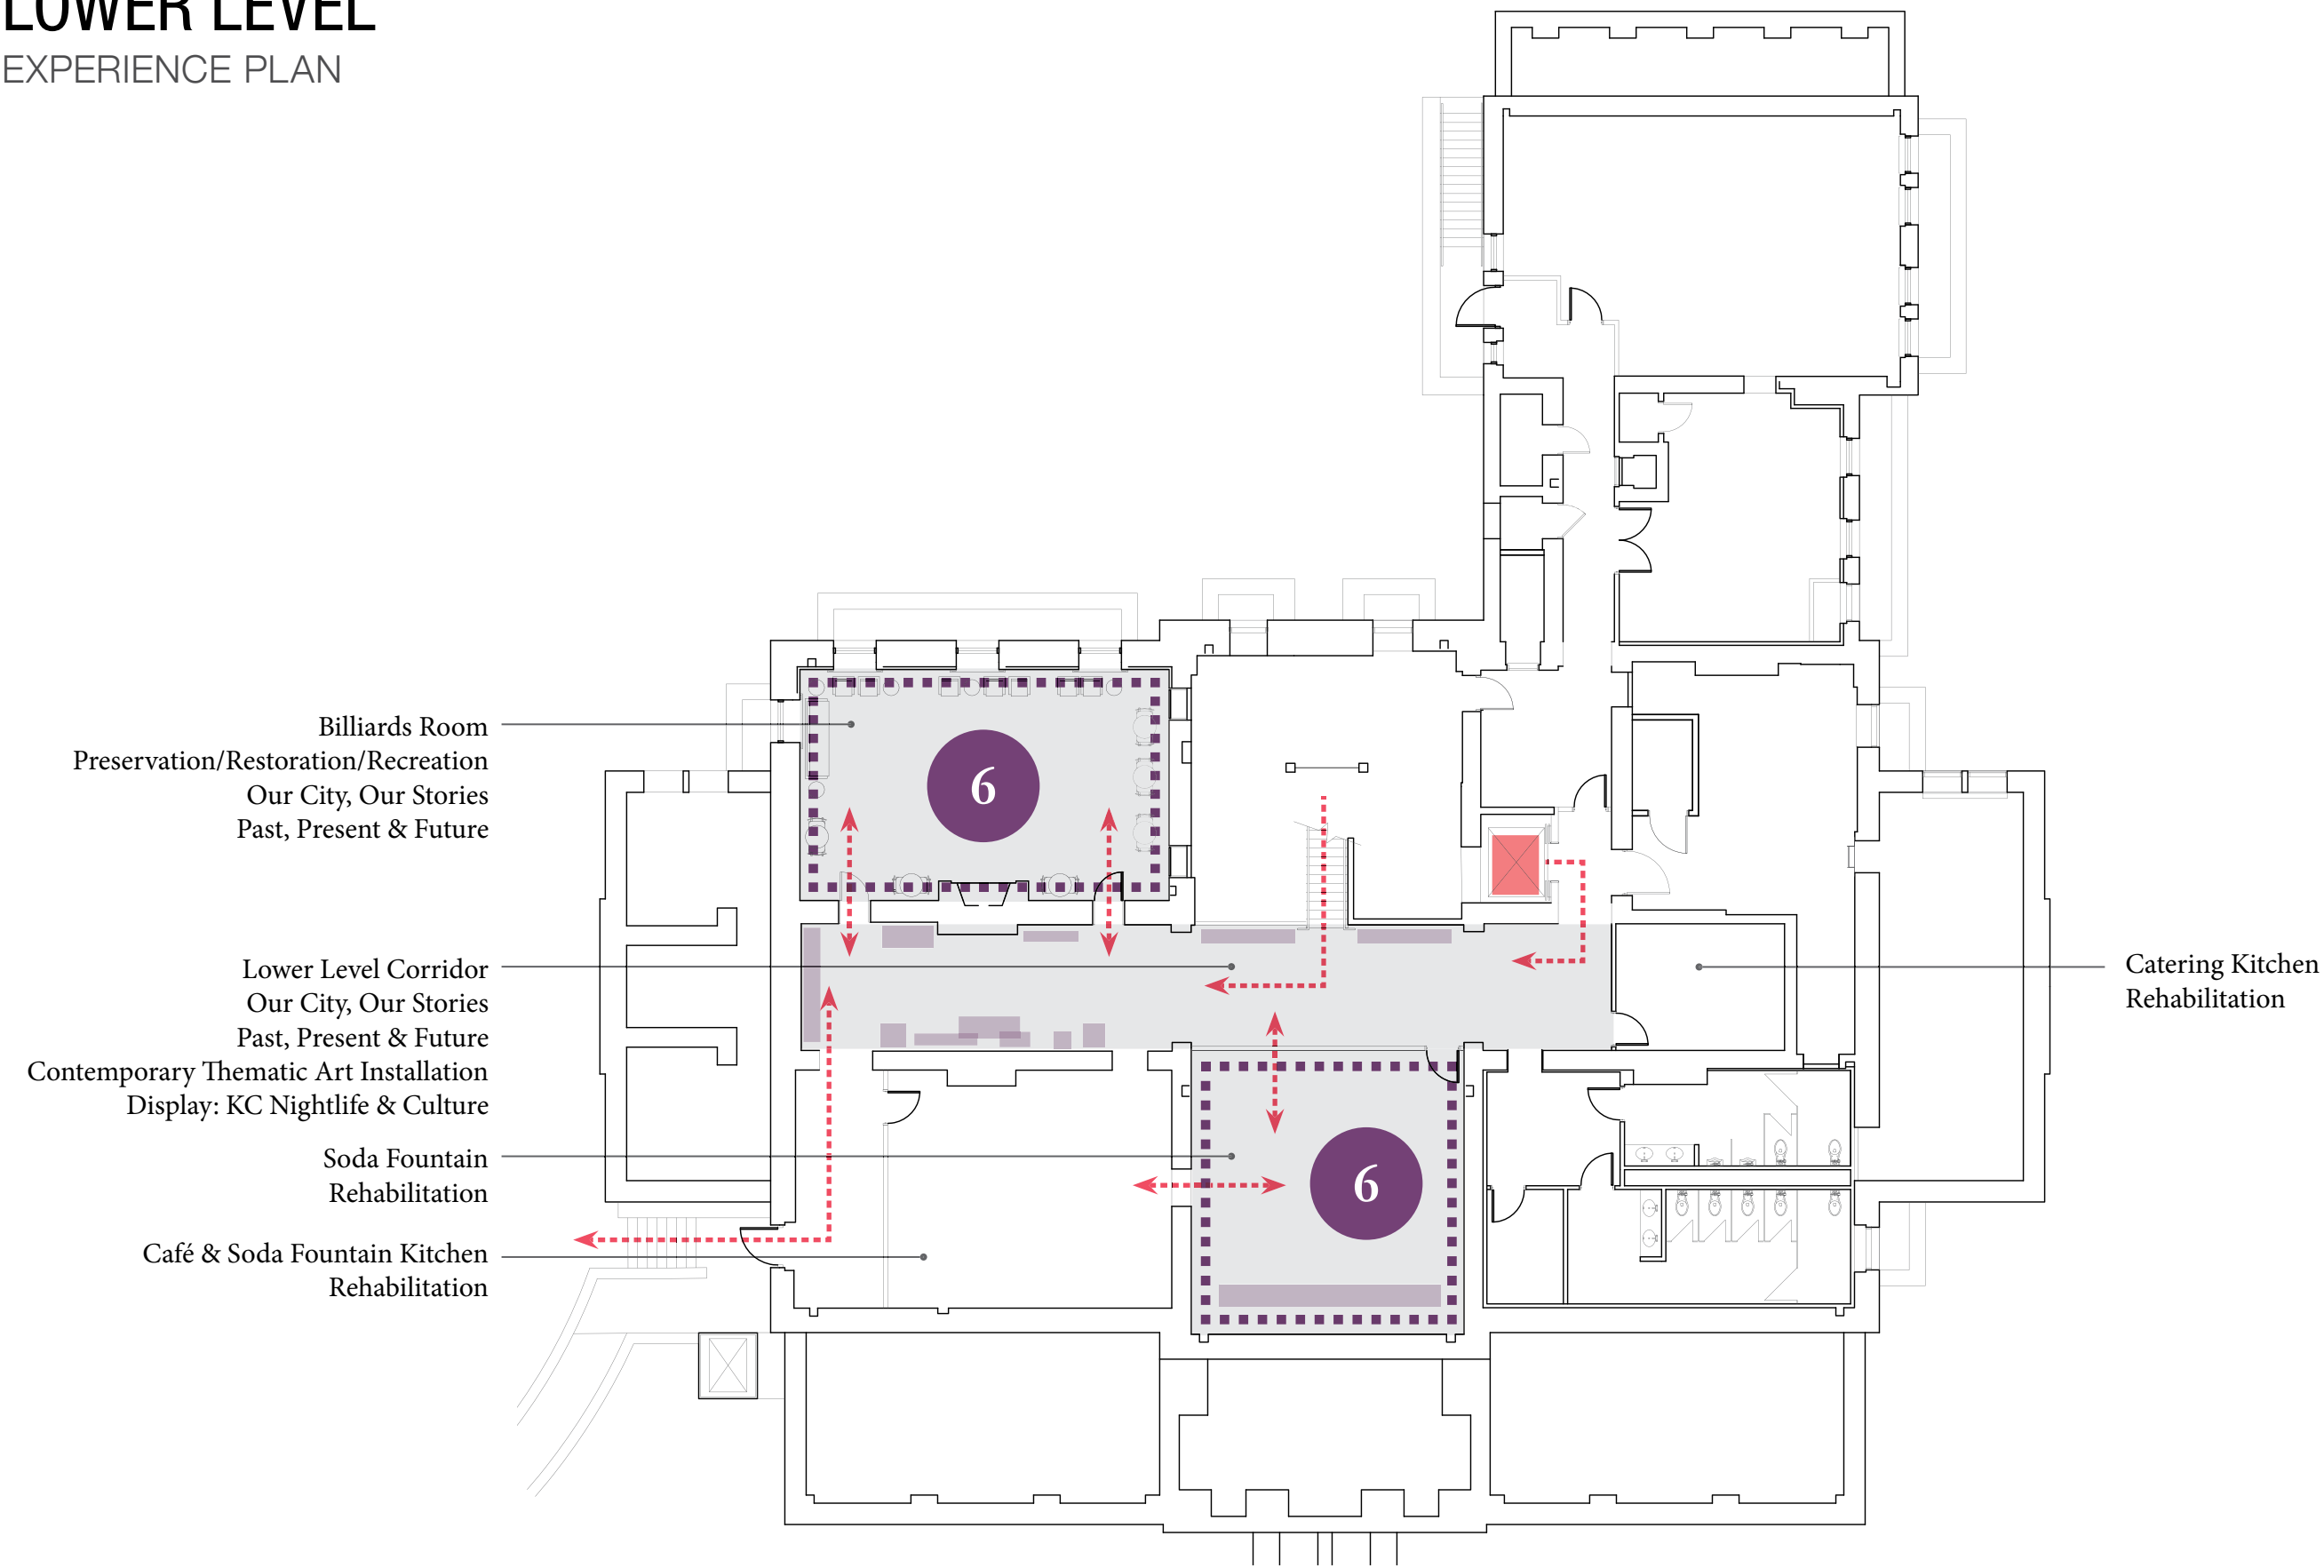 LOWER LEVEL
EXPERIENCE PLAN
Billiards Room
Preservation/Restoration/Recreation
Our City, Our Stories
Past, Present & Future
6
Lower Level Corridor
Our City, Our Stories
Past, Present & Future
Contemporary Thematic Art Installation
Display: KC Nightlife & Culture
Catering Kitchen
Rehabilitation
Soda Fountain
Rehabilitation
6
Café & Soda Fountain Kitchen
Rehabilitation